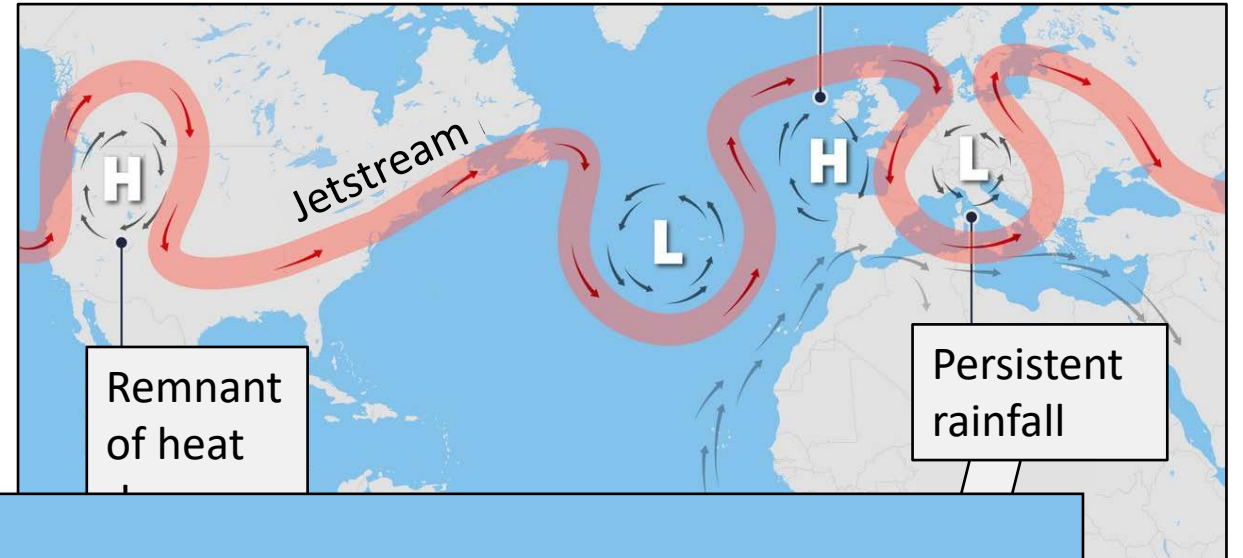 H
Jetstream
L
H
L
Remnant
of heat
Persistent
rainfall